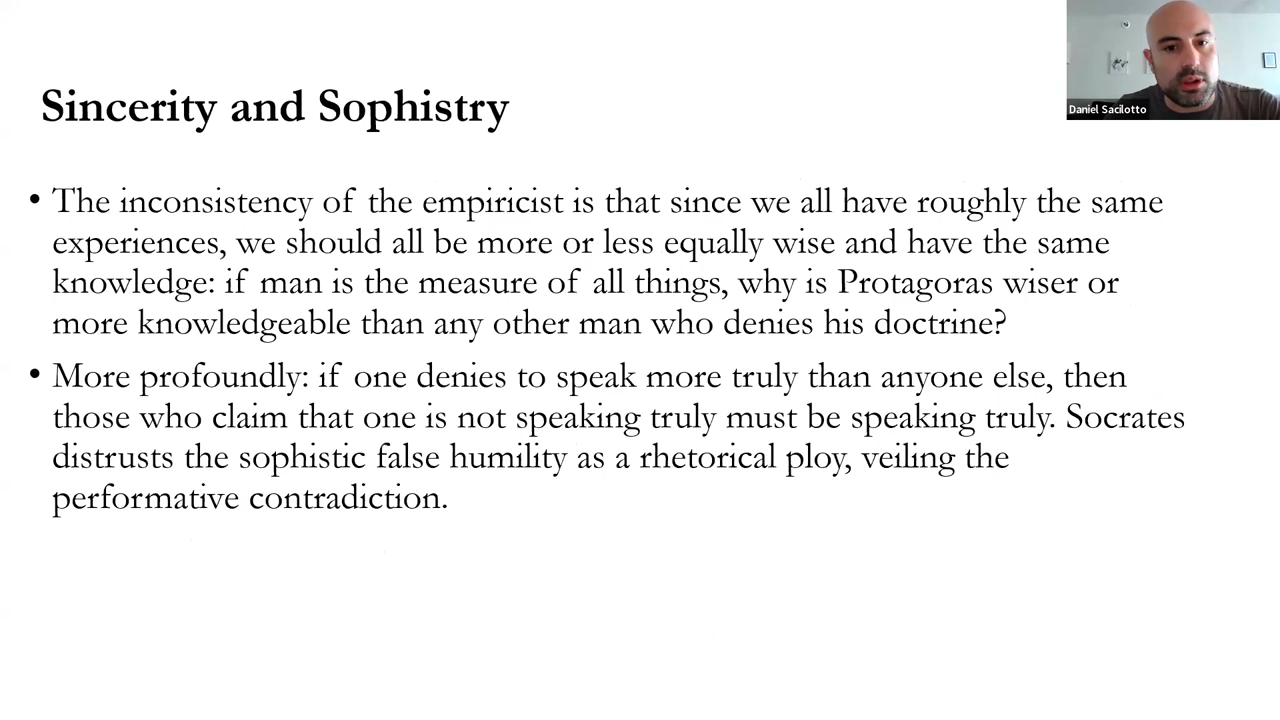 Daniel Sacilotto
Sincerity and Sophistry
• The inconsistency of the empiricist is that since we all have roughly the same
experiences, we should all be more or less equally wise and have the same
knowledge: if man is the measure of all things, why is Protagoras wiser or
more knowledgeable than any other man who denies his doctrine?
• More profoundly: if one denies to speak more truly than anyone else, then
those who claim that one is not speaking truly must be speaking truly. Socrates
distrusts the sophistic false humility as a rhetorical ploy, veiling the
performative contradiction.